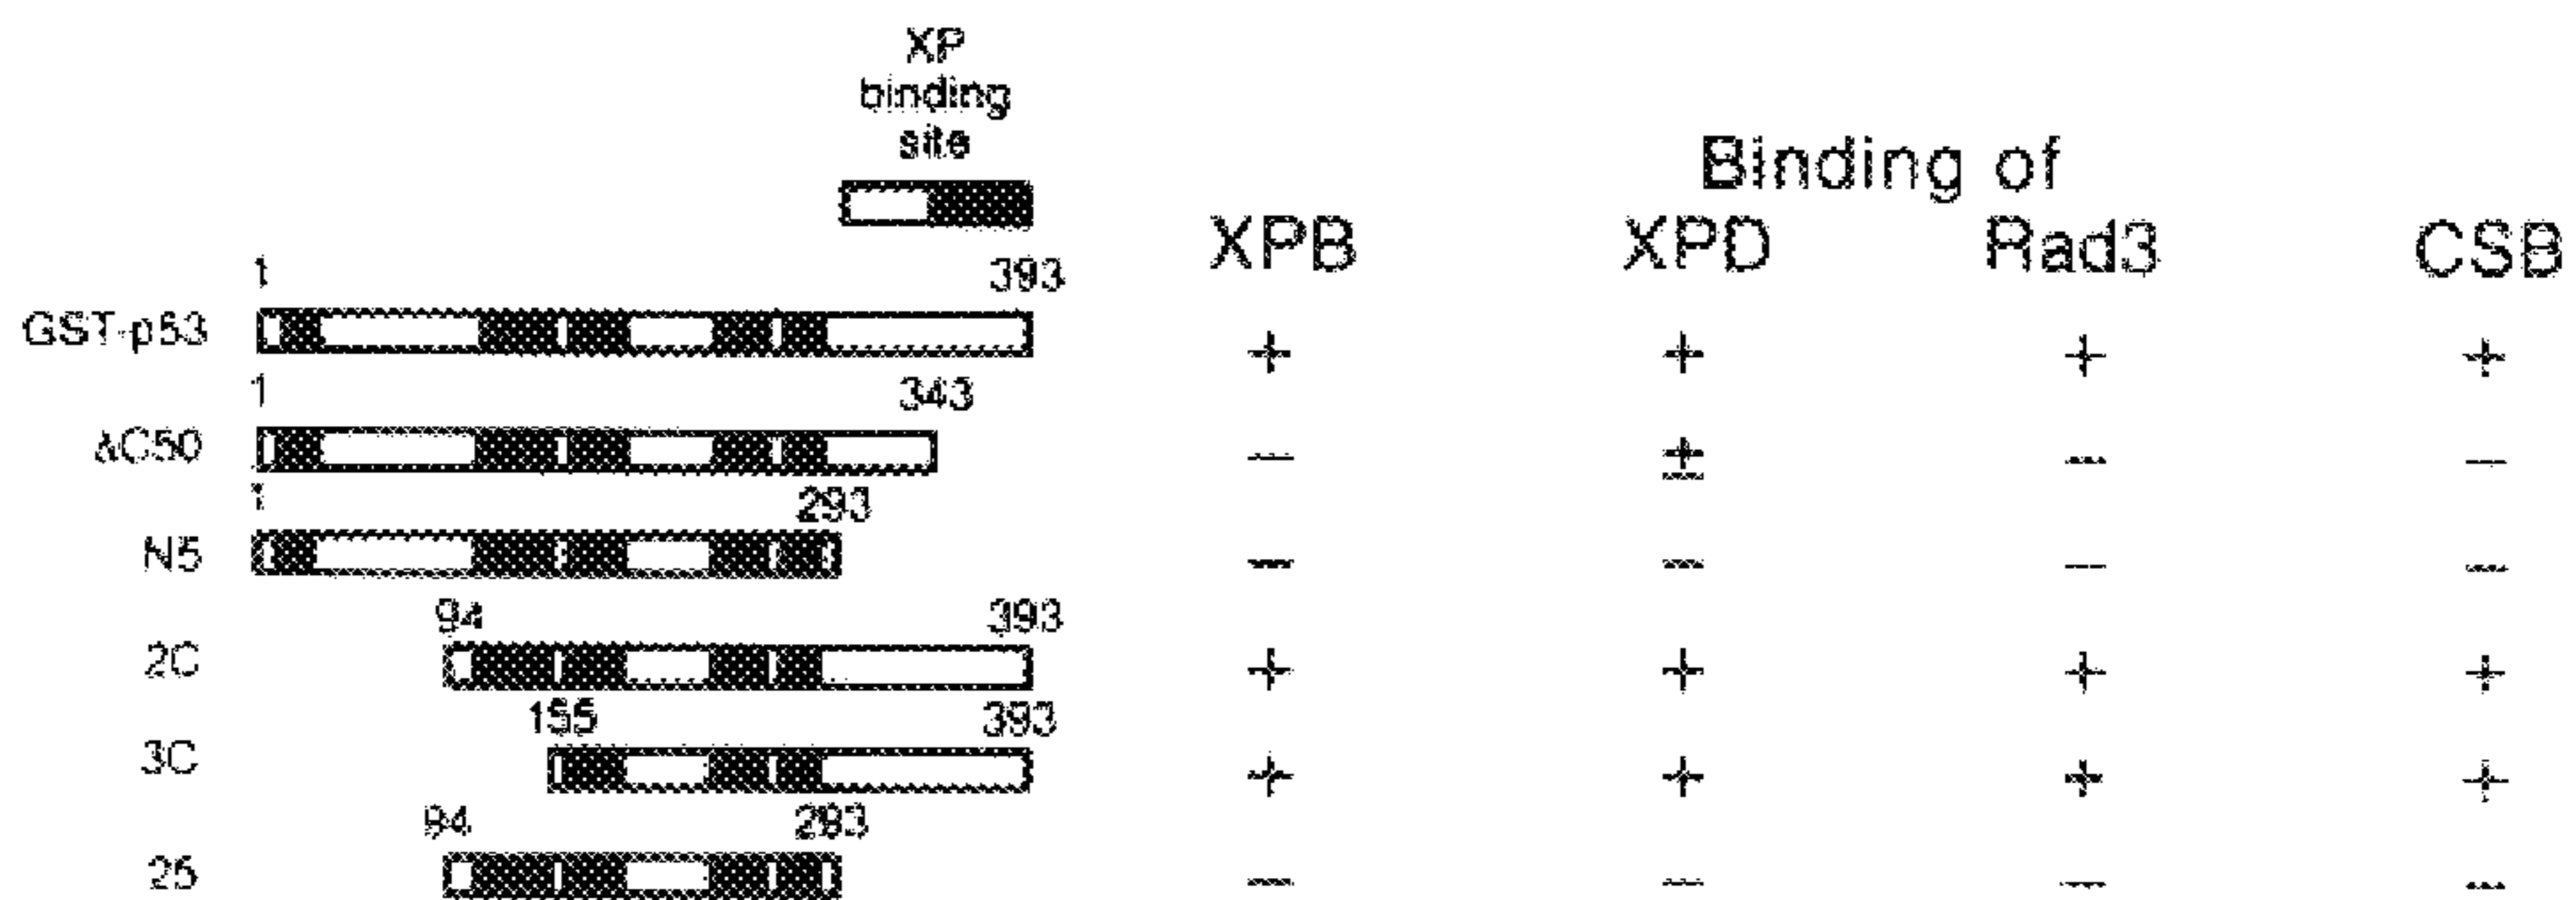 XP
binding
site
Binding of
XPB XPD Rad3 CSB
1 393
GST-p53 + + + +
1 343
ΔC50 — ± — —
1 293
N5 — — — —
94 393
2C + + + +
155 393
3C + + + +
94 293
25 — — — —